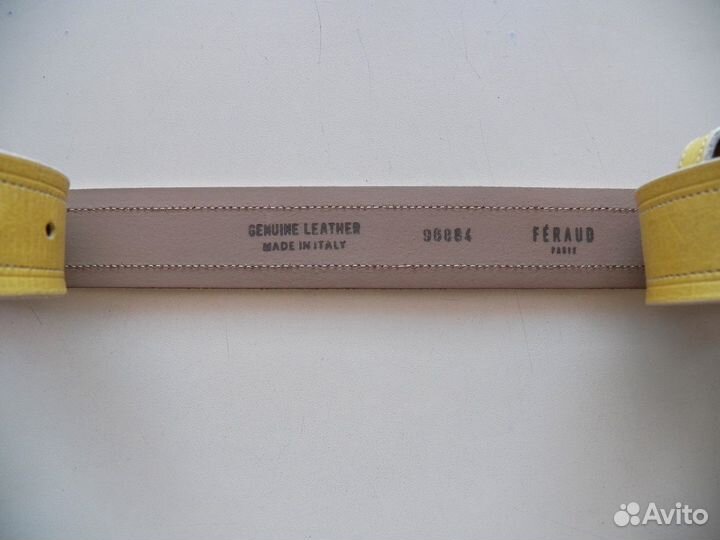 GENUINE LEATHER
MADE IN ITALY
96884
FÉRAUD
PARIS
Avito